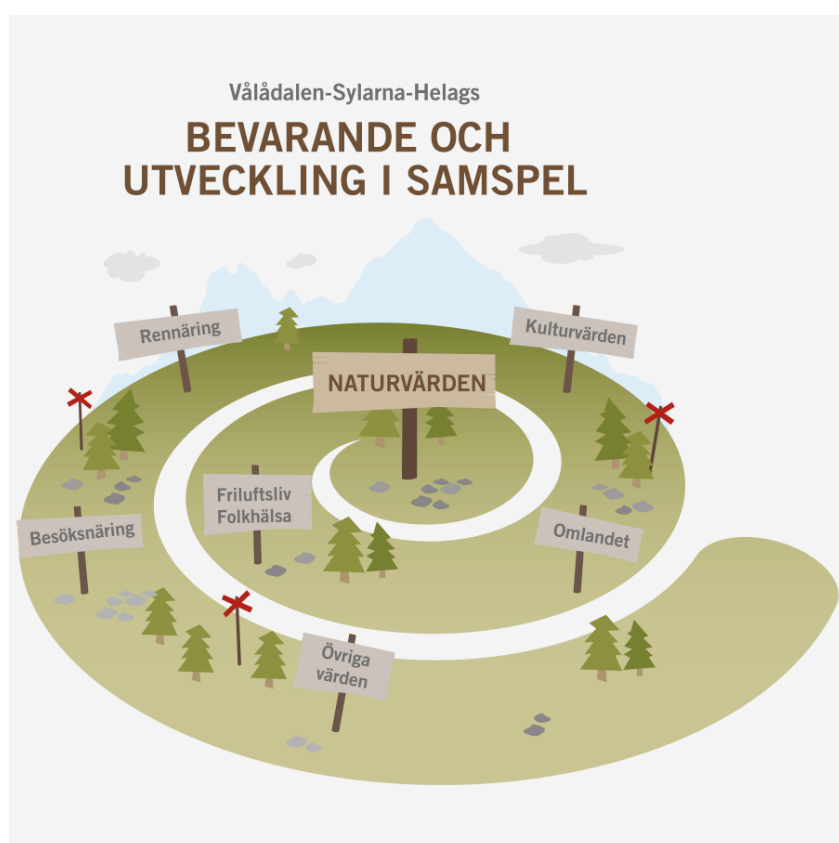 Vålådalen-Sylarna-Helags
BEVARANDE OCH
UTVECKLING I SAMSPEL
Rennäring
Kulturvärden
NATURVÄRDEN
Friluftsliv
Folkhälsa
Besöksnäring
Omlandet
Övriga
värden